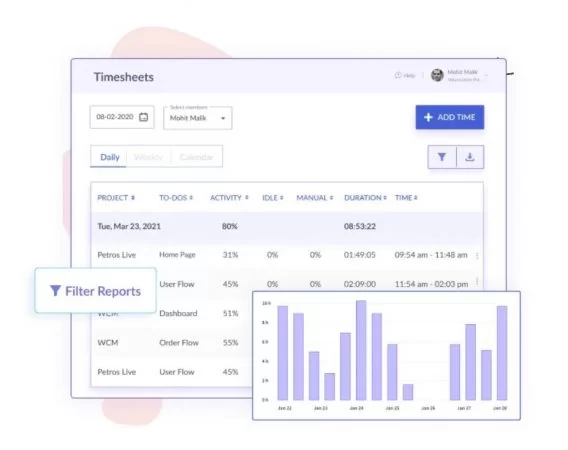 Timesheets
Help
Mohit Malik
08-02-2020
Select members
Mohit Malik
+ ADD TIME
Daily
Weekly
Calendar
PROJECT TO-DOS ACTIVITY IDLE MANUAL DURATION TIME
Tue, Mar 23, 2021 80% 08:53:22
Petros Live Home Page 31% 0% 0% 01:49:05 09:54 am - 11:48 am
Filter Reports
User Flow 45% 0% 0% 02:09:00 11:54 am - 02:03 pm
WCM Dashboard 51%
WCM Order Flow 55%
Petros Live User Flow 45%
10 h
8 h
6 h
4 h
2 h
0 h
Jan 22 Jan 23 Jan 24 Jan 25 Jan 26 Jan 27 Jan 28